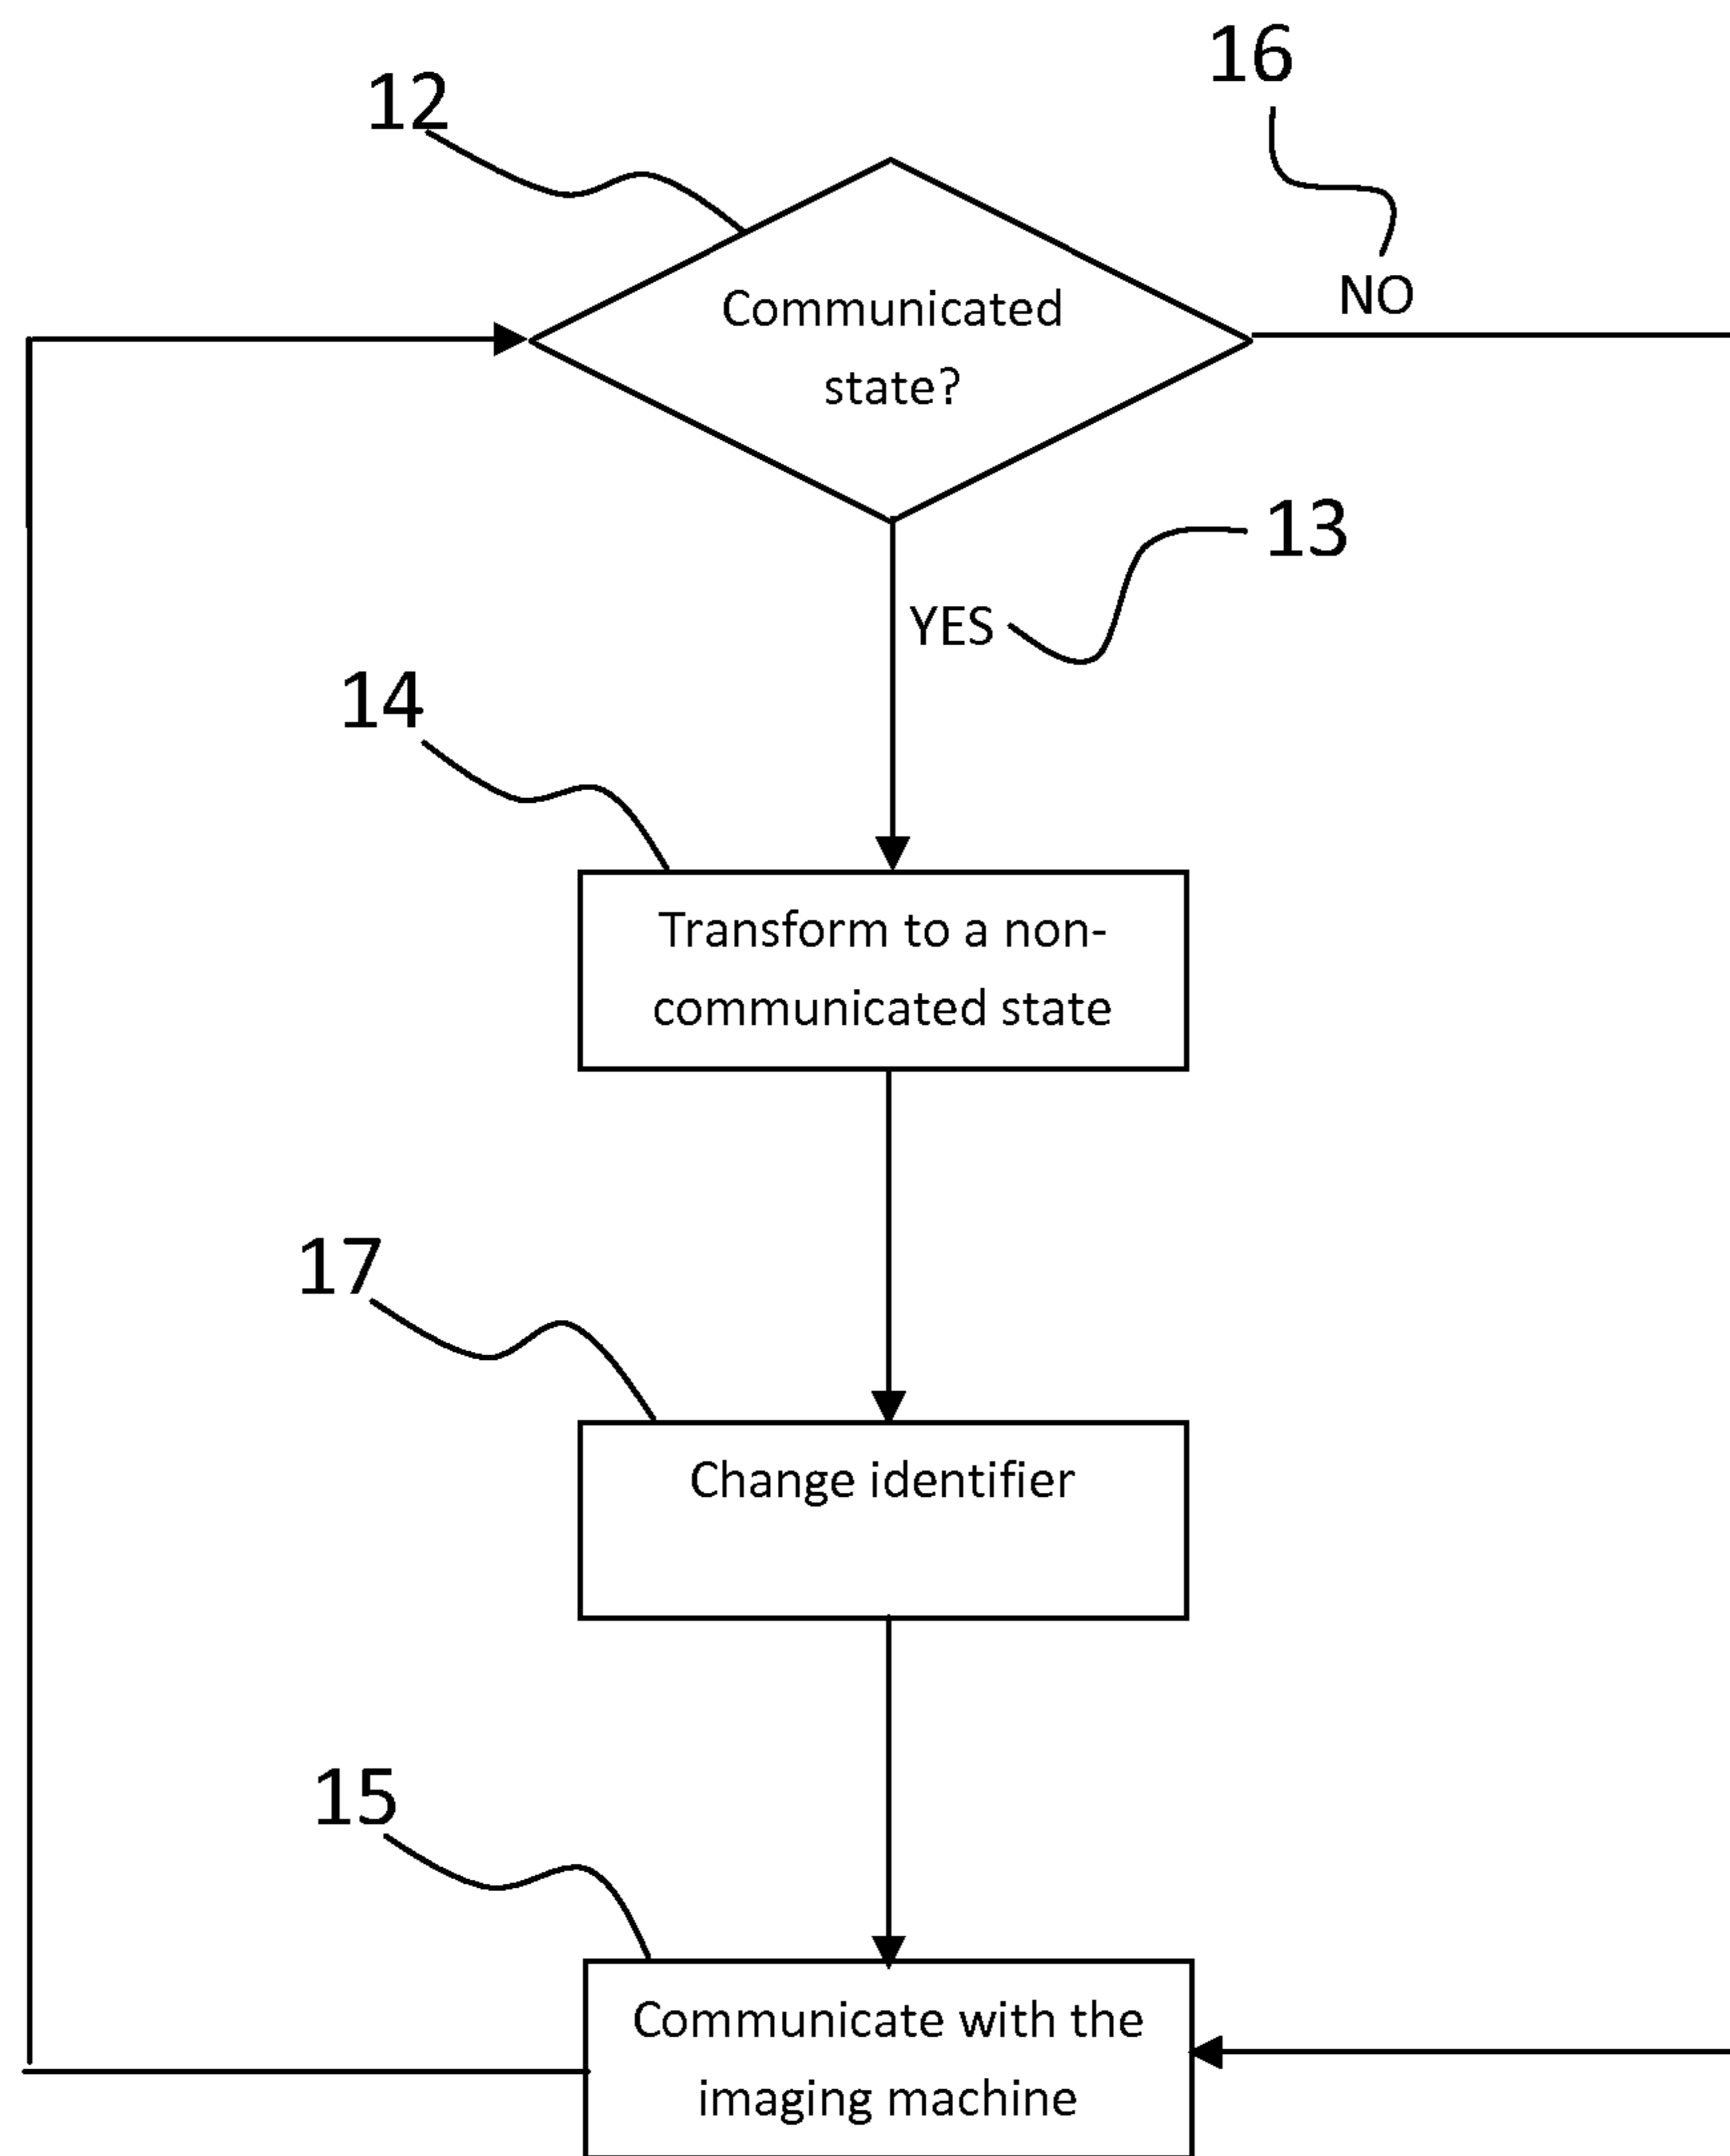 16
12
NO
Communicated
state?
13
YES
14
Transform to a non-
communicated state
17
Change identifier
15
Communicate with the
imaging machine